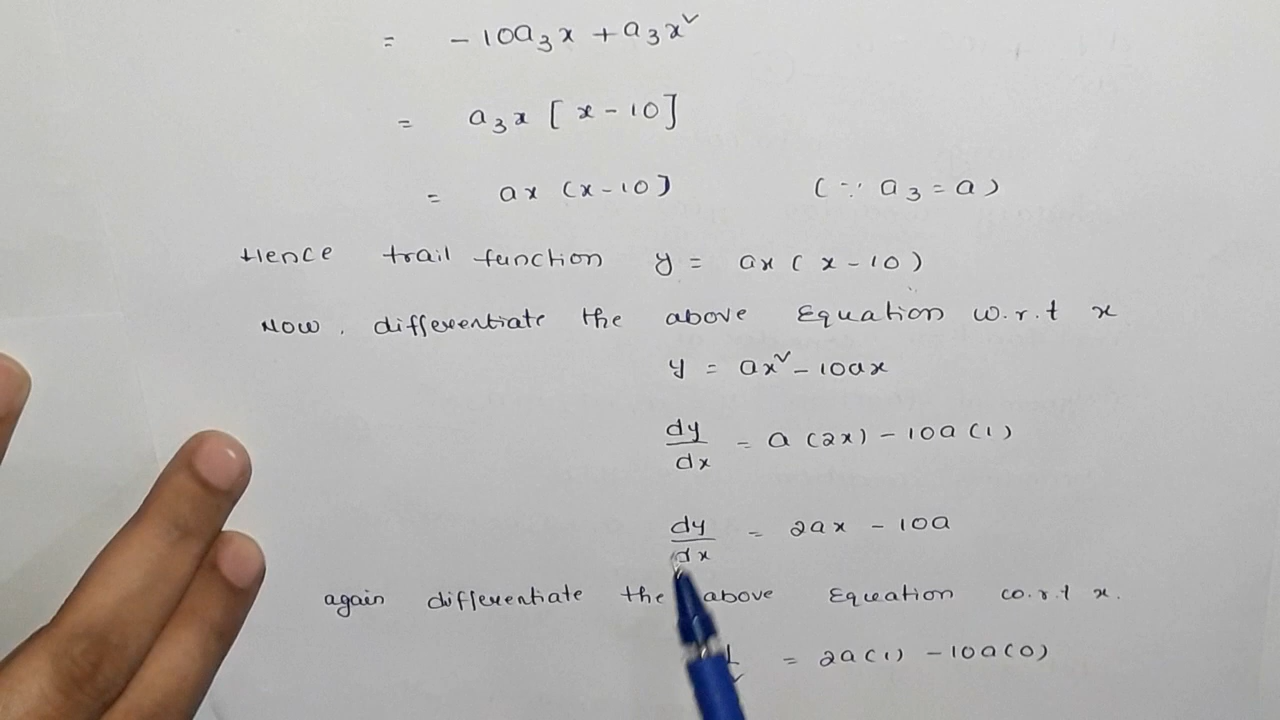 = - 10a₃x + a₃x²
= a₃x [x - 10]
= ax (x - 10) (∵ a₃ = a)
Hence trail function y = ax (x - 10)
Now, differentiate the above Equation w.r.t x
y = ax² - 10ax
dy/dx = a (2x) - 10a (1)
dy/dx = 2ax - 10a
again differentiate the above Equation w.r.t x.
= 2a(1) - 10a(0)